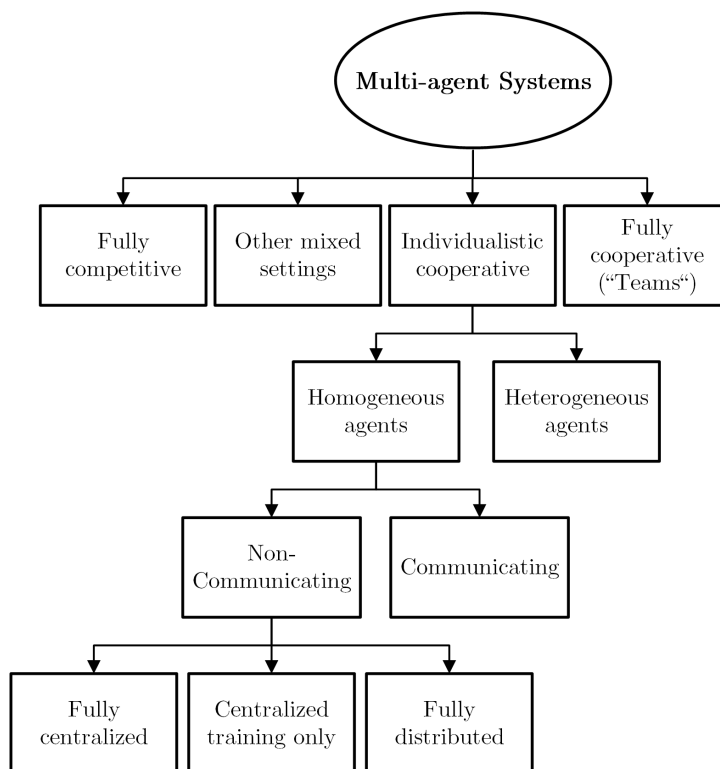 Multi-agent Systems
Fully
competitive
Other mixed
settings
Individualistic
cooperative
Fully
cooperative
(“Teams“)
Homogeneous
agents
Heterogeneous
agents
Non-
Communicating
Communicating
Fully
centralized
Centralized
training only
Fully
distributed